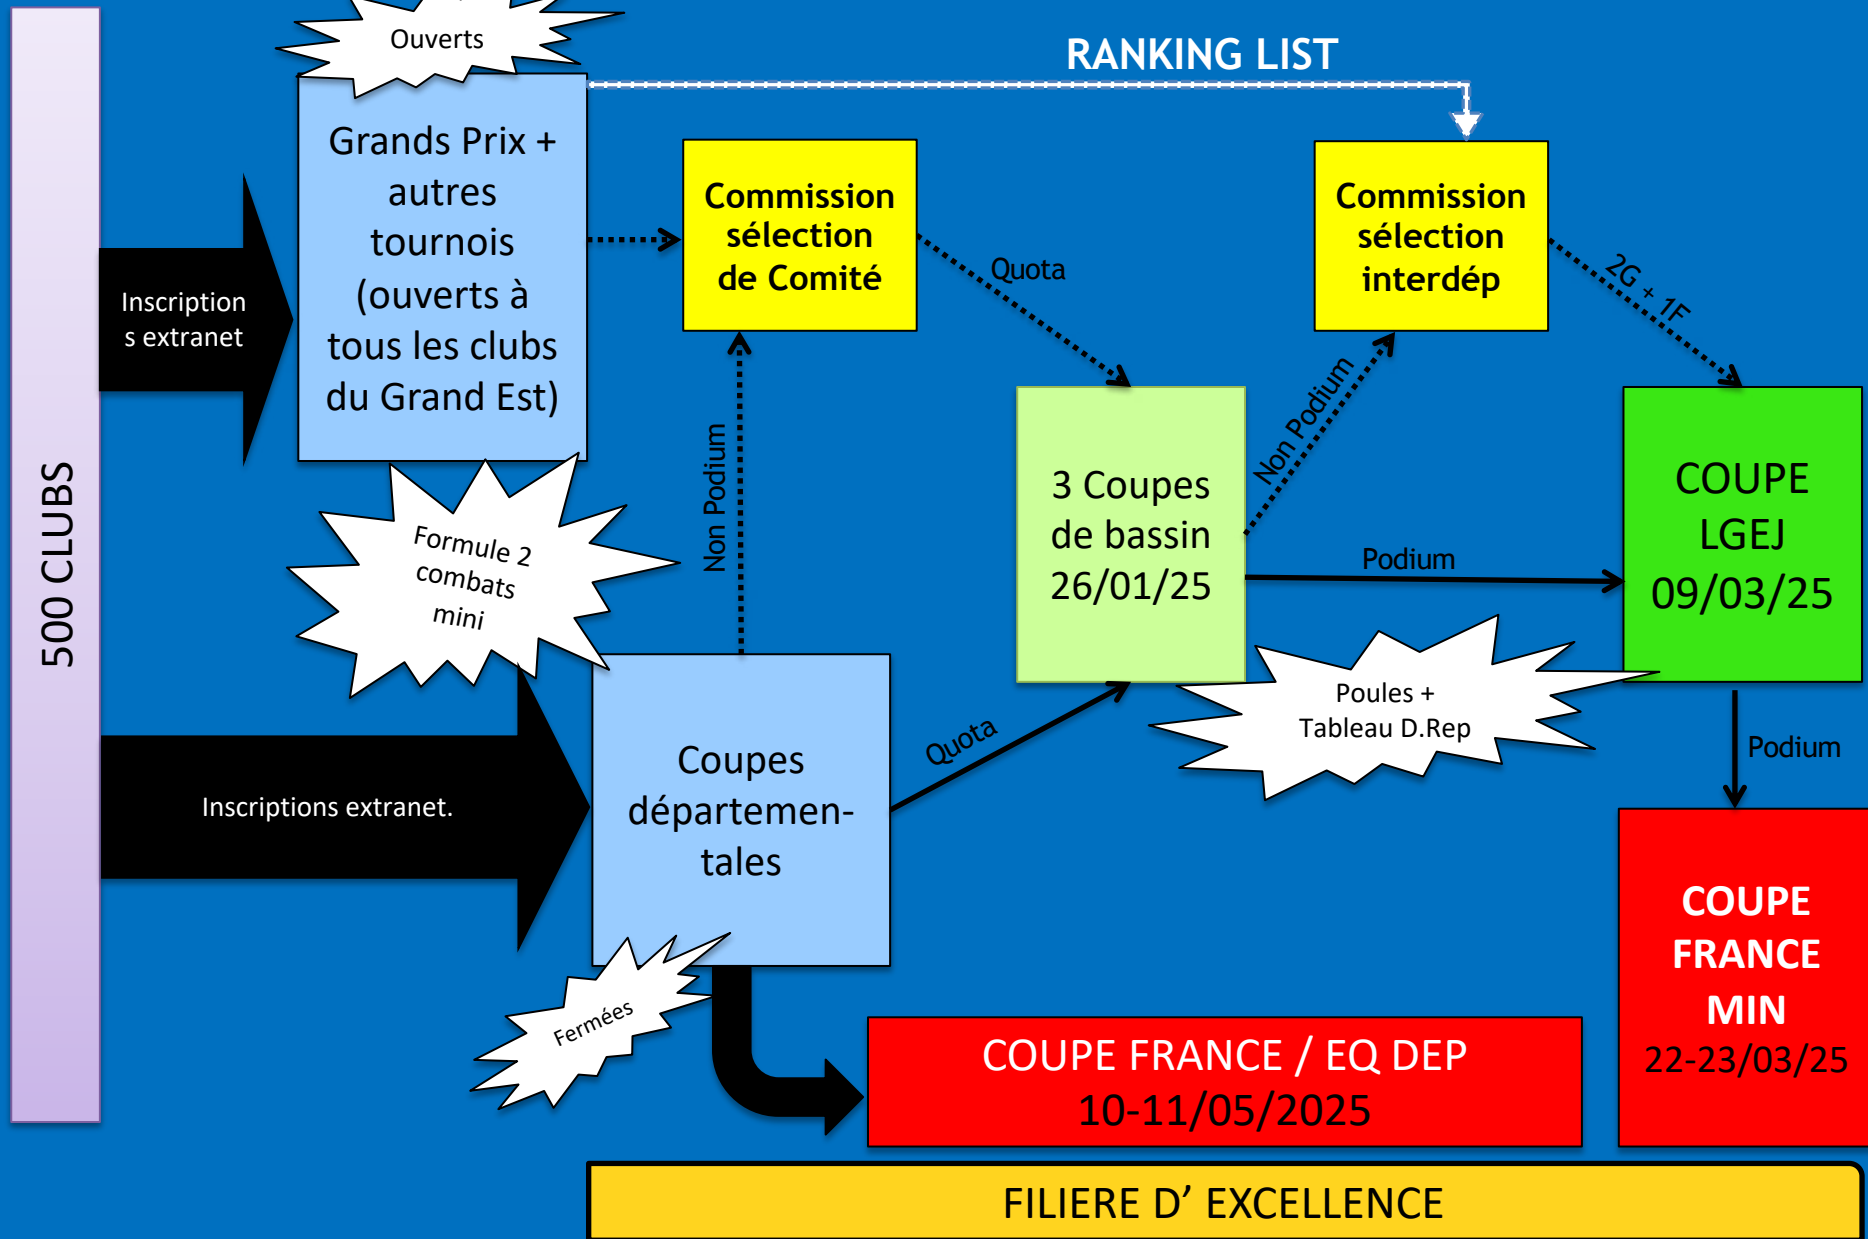 500 CLUBS
Ouverts
RANKING LIST
Grands Prix +
autres
tournois
(ouverts à
tous les clubs
du Grand Est)
Commission
sélection
de Comité
Commission
sélection
interdép
Inscription
s extranet
Quota
2G + 1F
Non Podium
Non Podium
3 Coupes
de bassin
26/01/25
Podium
COUPE
LGEJ
09/03/25
Formule 2
combats
mini
Poules +
Tableau D.Rep
Quota
Podium
Inscriptions extranet.
Coupes
départemen-
tales
Fermées
COUPE
FRANCE
MIN
22-23/03/25
COUPE FRANCE / EQ DEP
10-11/05/2025
FILIERE D’ EXCELLENCE